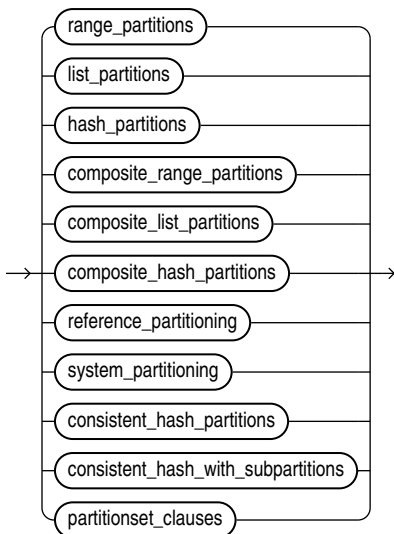 range_partitions
list_partitions
hash_partitions
composite_range_partitions
composite_list_partitions
composite_hash_partitions
reference_partitioning
system_partitioning
consistent_hash_partitions
consistent_hash_with_subpartitions
partitionset_clauses